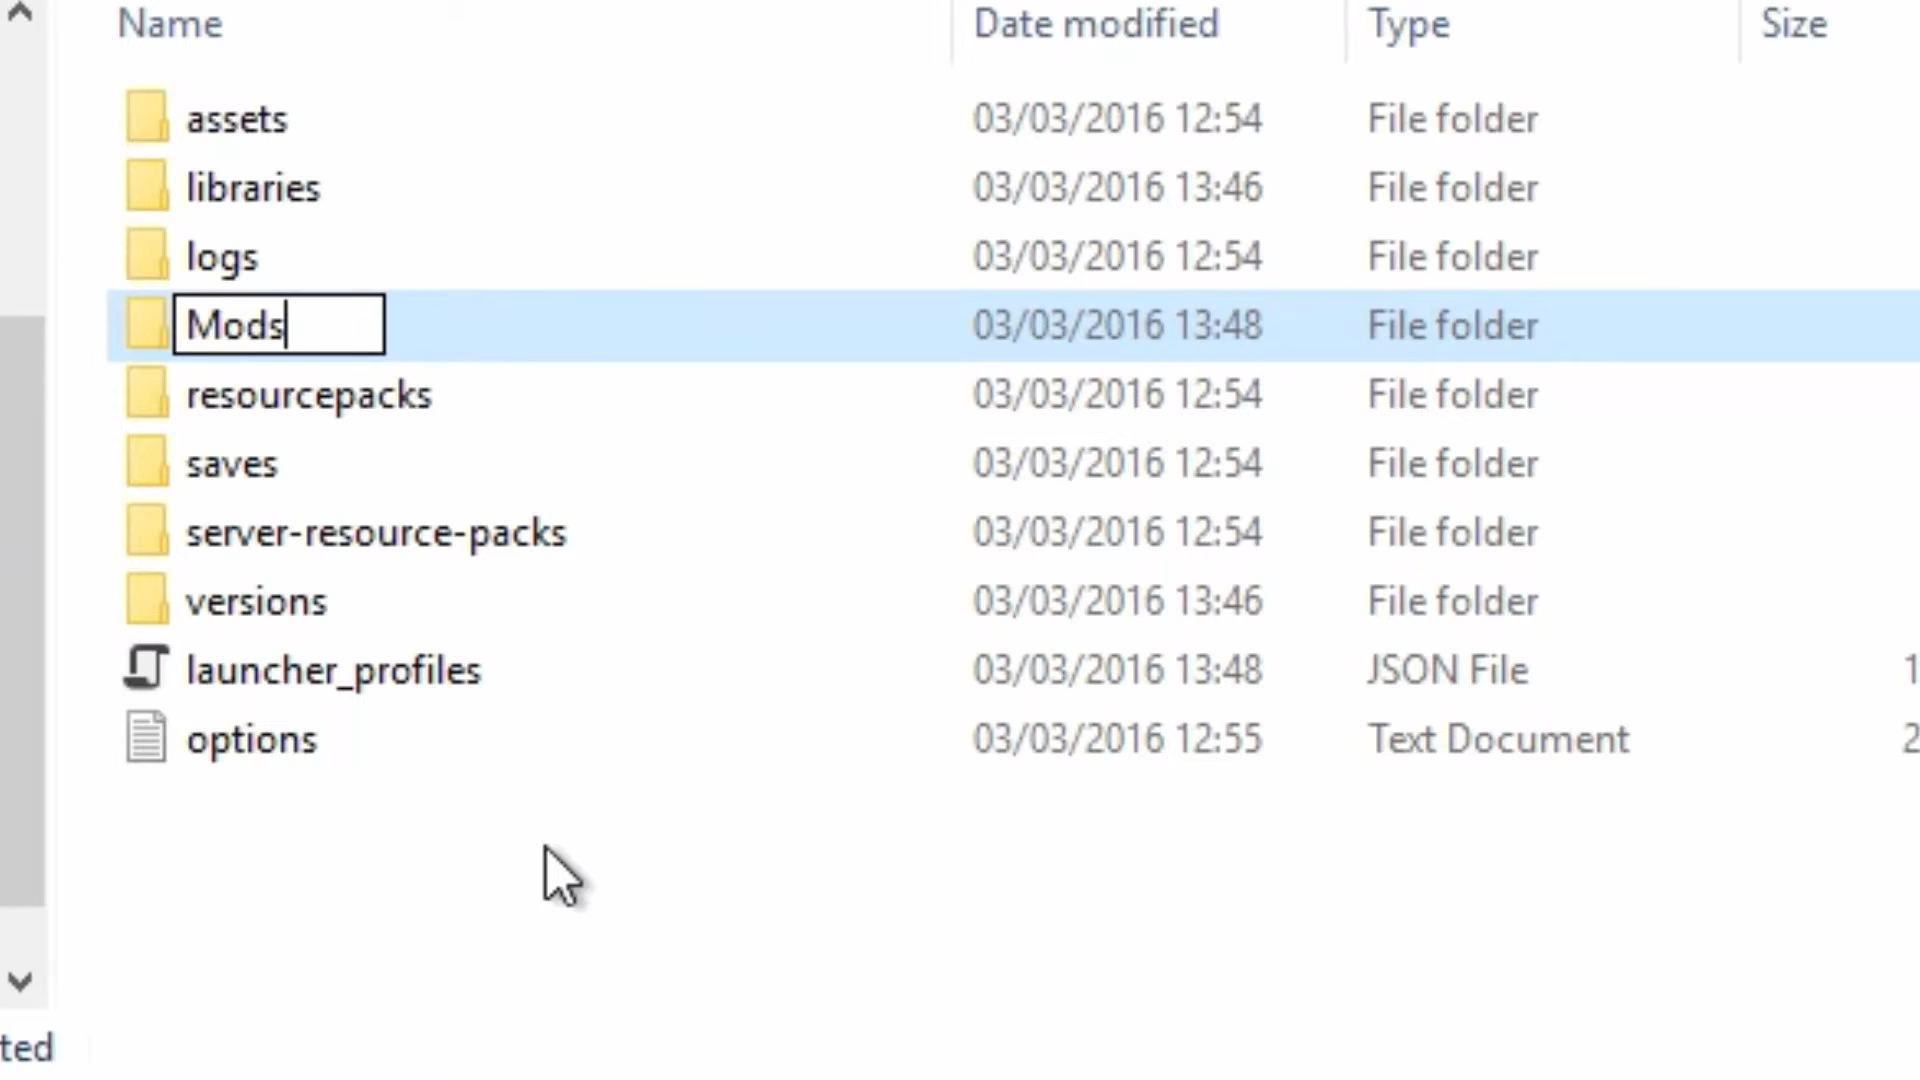 Name Date modified Type Size
assets 03/03/2016 12:54 File folder
libraries 03/03/2016 13:46 File folder
logs 03/03/2016 12:54 File folder
Mods 03/03/2016 13:48 File folder
resourcepacks 03/03/2016 12:54 File folder
saves 03/03/2016 12:54 File folder
server-resource-packs 03/03/2016 12:54 File folder
versions 03/03/2016 13:46 File folder
launcher_profiles 03/03/2016 13:48 JSON File 1
options 03/03/2016 12:55 Text Document 2
ted